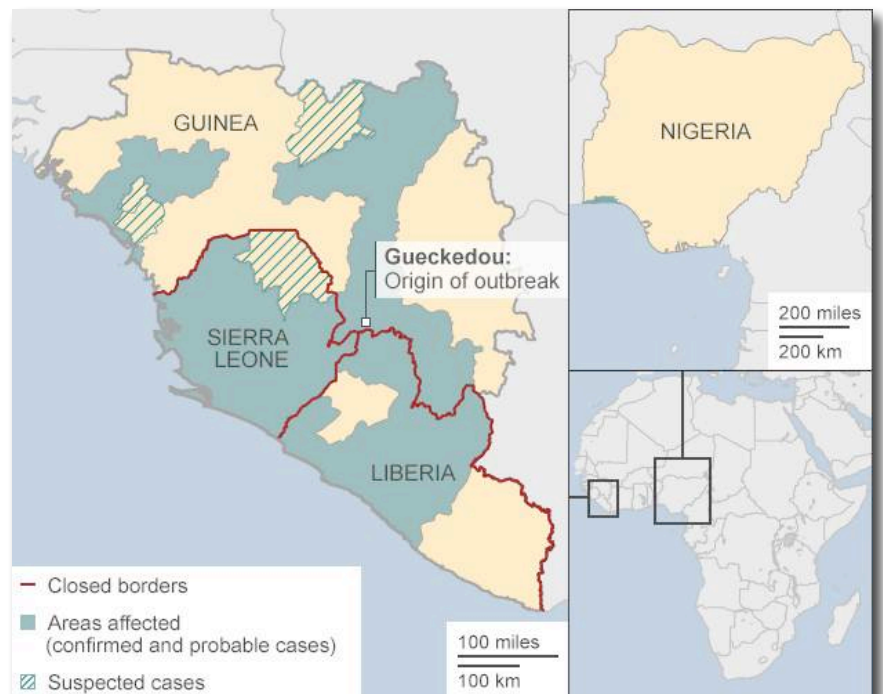 GUINEA
Gueckedou:
Origin of outbreak
SIERRA
LEONE
LIBERIA
Closed borders
Areas affected
(confirmed and probable cases)
Suspected cases
100 miles
100 km
NIGERIA
200 miles
200 km